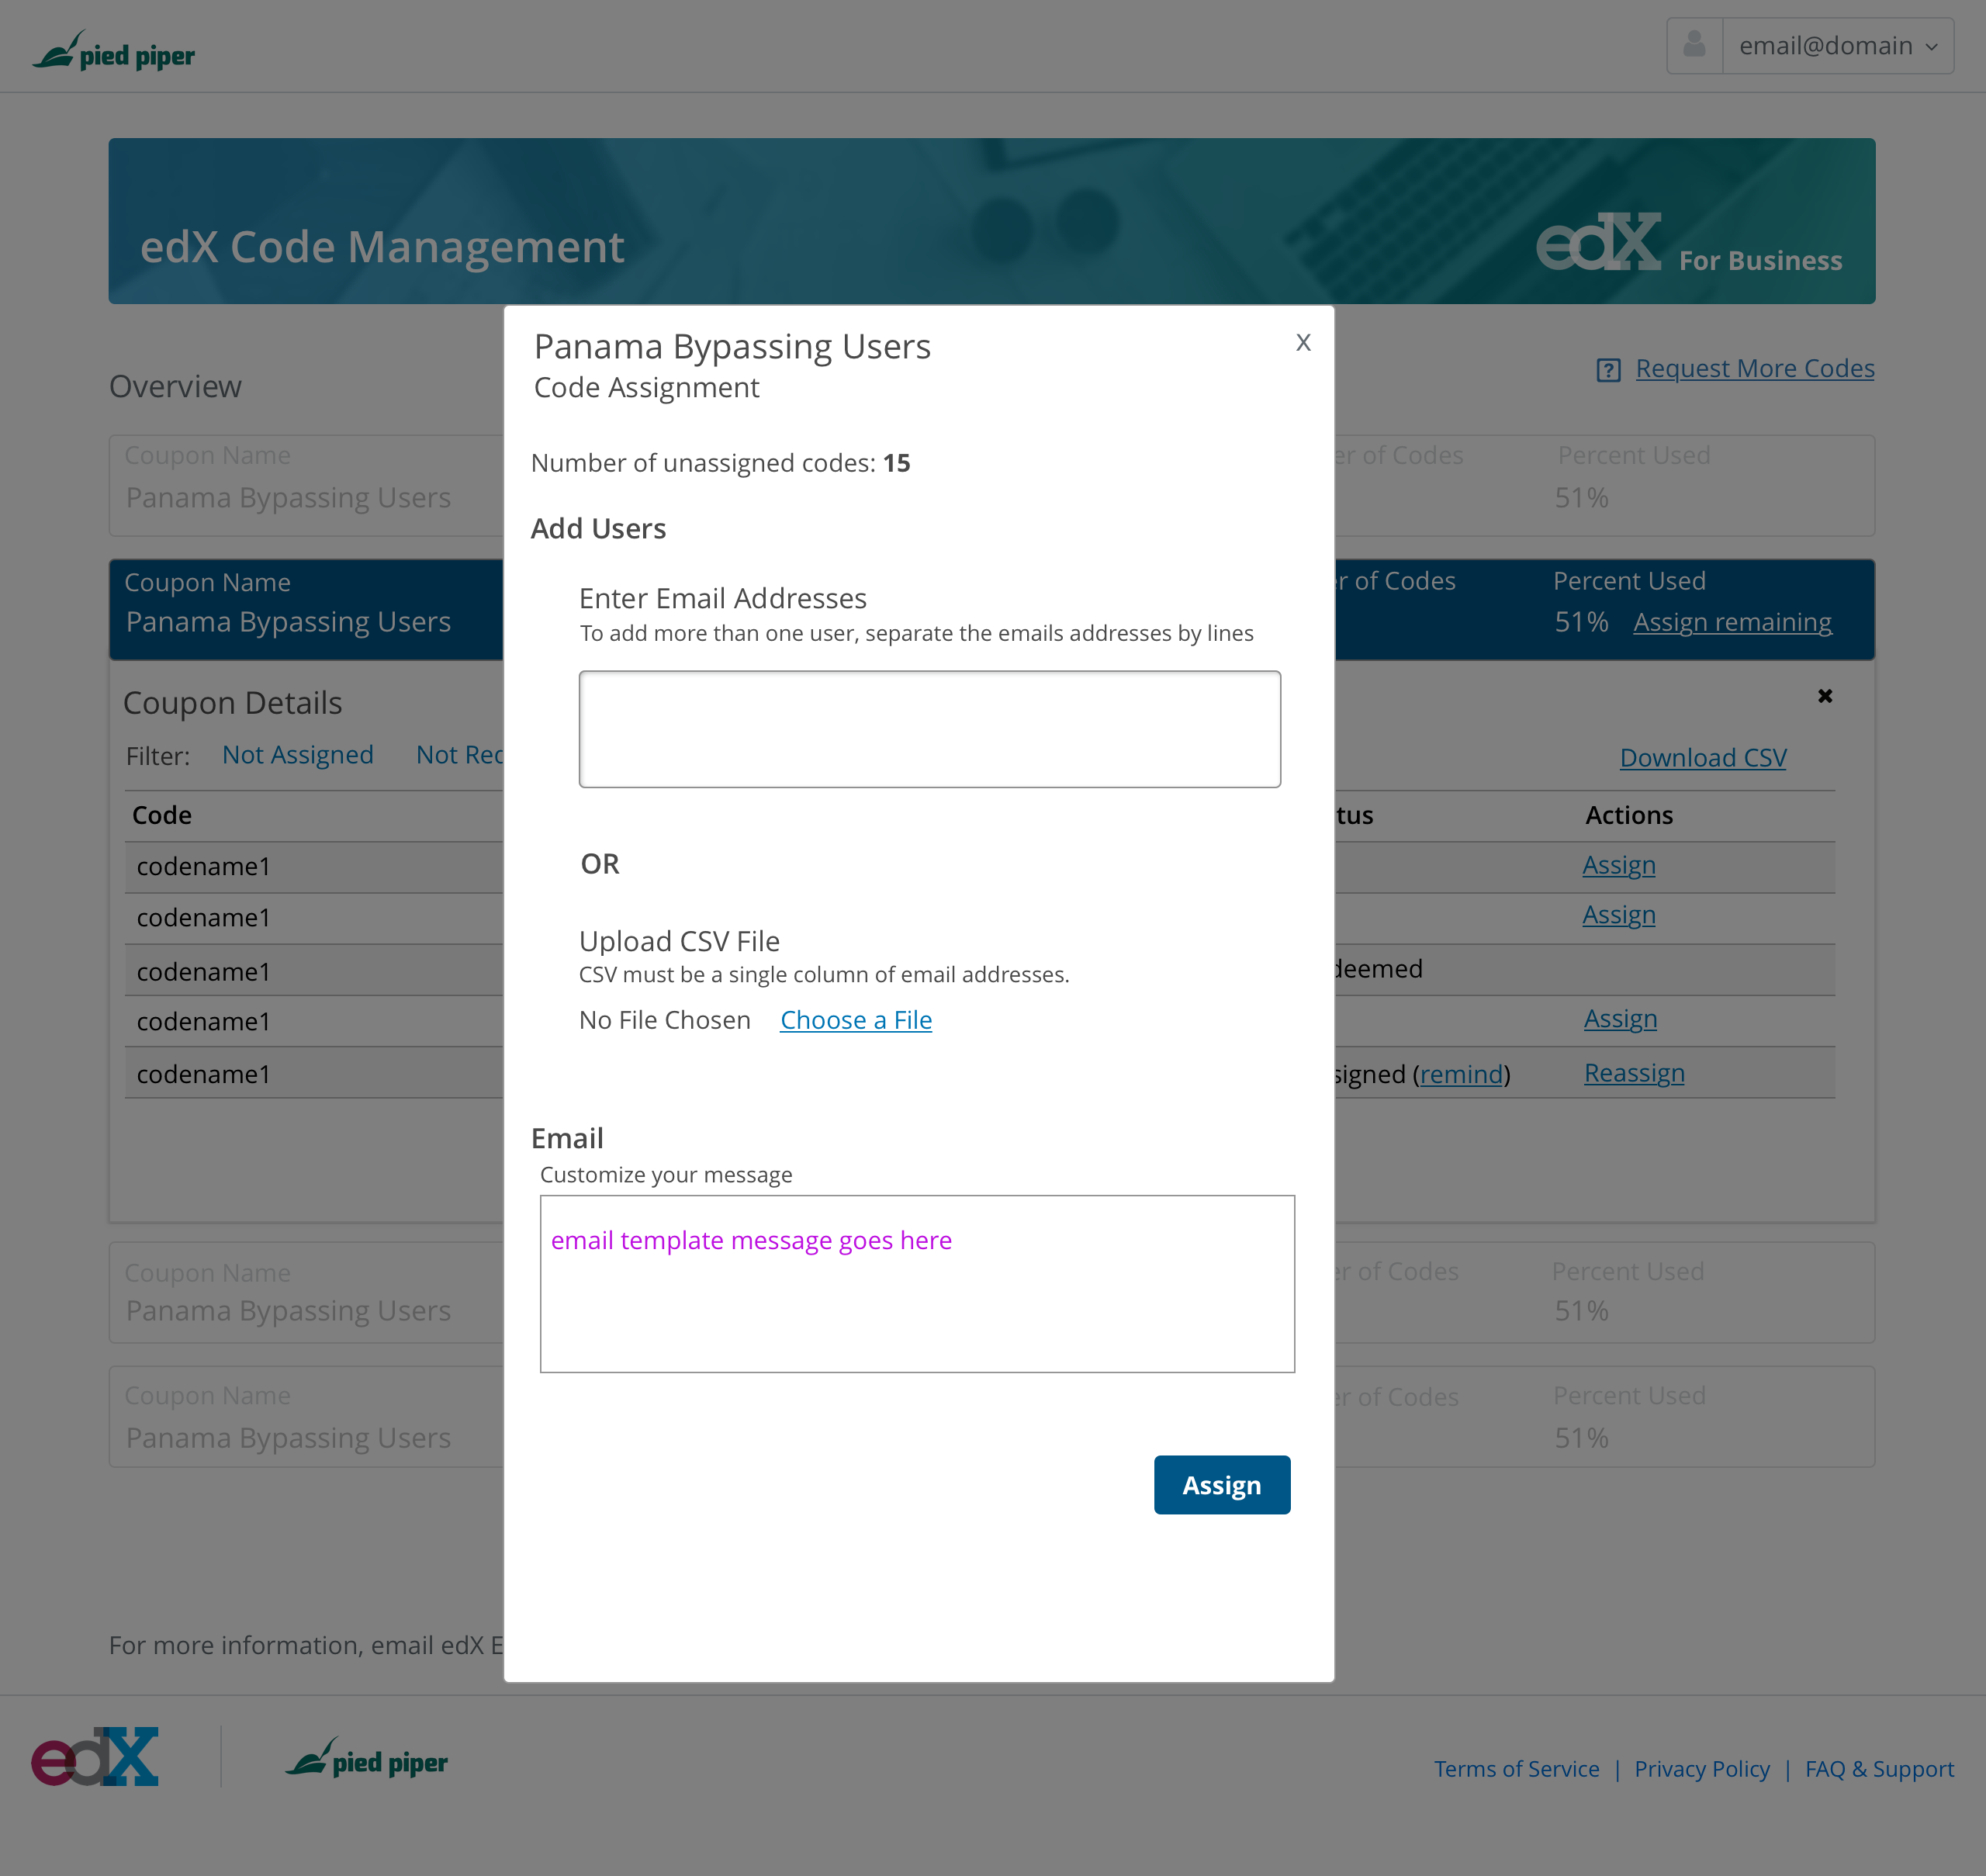 pied piper
email@domain
edX Code Management
edX For Business
Panama Bypassing Users
X
Code Assignment
Request More Codes
Overview
Number of unassigned codes: 15
Coupon Name
of Codes
Percent Used
Panama Bypassing Users
51%
Add Users
Coupon Name
of Codes
Percent Used
Panama Bypassing Users
51%
Assign remaining
Enter Email Addresses
To add more than one user, separate the emails addresses by lines
Coupon Details
Filter:
Not Assigned
Not
Download CSV
Code
Actions
codename1
Assign
OR
codename1
Assign
Upload CSV File
CSV must be a single column of email addresses.
codename1
No File Chosen
Choose a File
codename1
Assign
codename1
(remind)
Reassign
Email
Customize your message
email template message goes here
Coupon Name
of Codes
Percent Used
Panama Bypassing Users
51%
Coupon Name
of Codes
Percent Used
Panama Bypassing Users
51%
Assign
For more information, email edX
edX
pied piper
Terms of Service | Privacy Policy | FAQ & Support